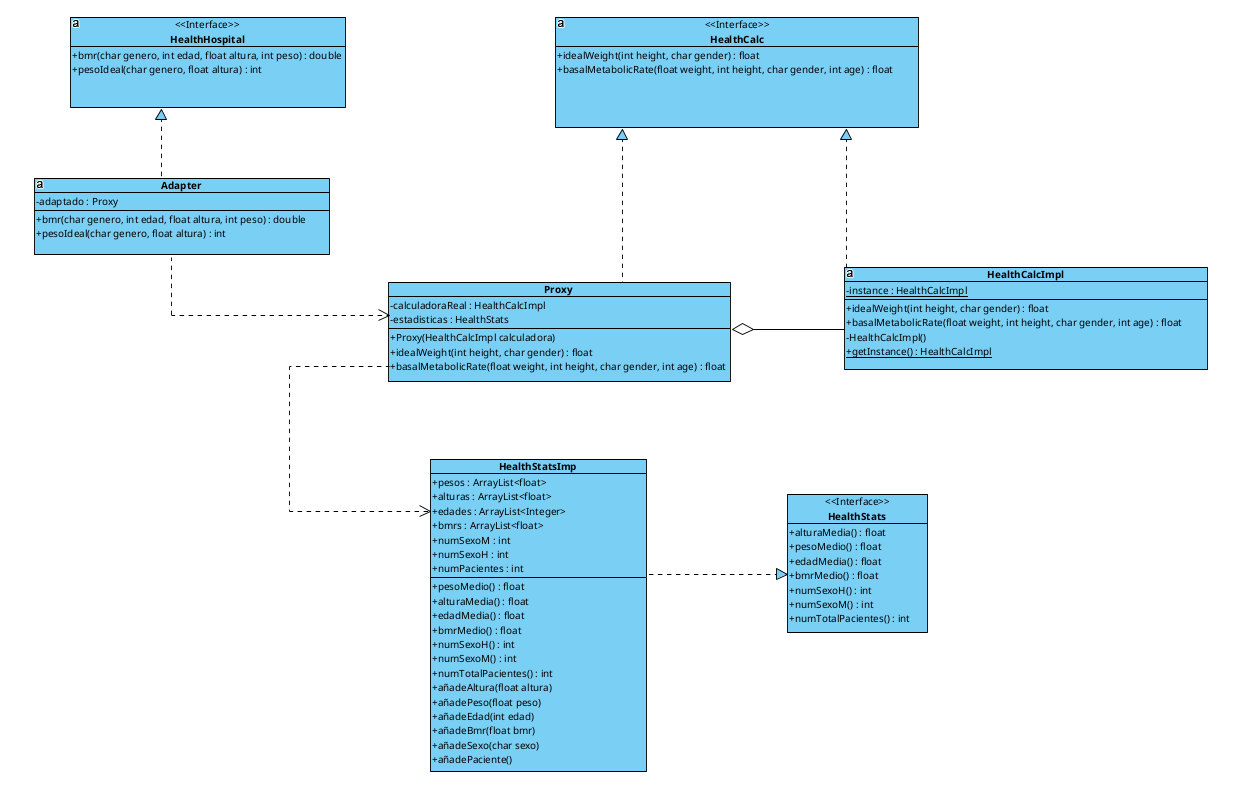 a
<<Interface>>
HealthHospital
+bmr(char genero, int edad, float altura, int peso) : double
+pesoIdeal(char genero, float altura) : int
a
<<Interface>>
HealthCalc
+idealWeight(int height, char gender) : float
+basalMetabolicRate(float weight, int height, char gender, int age) : float
a
Adapter
-adaptado : Proxy
+bmr(char genero, int edad, float altura, int peso) : double
+pesoIdeal(char genero, float altura) : int
Proxy
-calculadoraReal : HealthCalcImpl
-estadisticas : HealthStats
+Proxy(HealthCalcImpl calculadora)
+idealWeight(int height, char gender) : float
+basalMetabolicRate(float weight, int height, char gender, int age) : float
a
HealthCalcImpl
-instance : HealthCalcImpl
+idealWeight(int height, char gender) : float
+basalMetabolicRate(float weight, int height, char gender, int age) : float
-HealthCalcImpl()
+getInstance() : HealthCalcImpl
HealthStatsImp
+pesos : ArrayList<float>
+alturas : ArrayList<float>
+edades : ArrayList<Integer>
+bmrs : ArrayList<float>
+numSexoM : int
+numSexoH : int
+numPacientes : int
+pesoMedio() : float
+alturaMedia() : float
+edadMedia() : float
+bmrMedio() : float
+numSexoH() : int
+numSexoM() : int
+numTotalPacientes() : int
+añadeAltura(float altura)
+añadePeso(float peso)
+añadeEdad(int edad)
+añadeBmr(float bmr)
+añadeSexo(char sexo)
+añadePaciente()
<<Interface>>
HealthStats
+alturaMedia() : float
+pesoMedio() : float
+edadMedia() : float
+bmrMedio() : float
+numSexoH() : int
+numSexoM() : int
+numTotalPacientes() : int